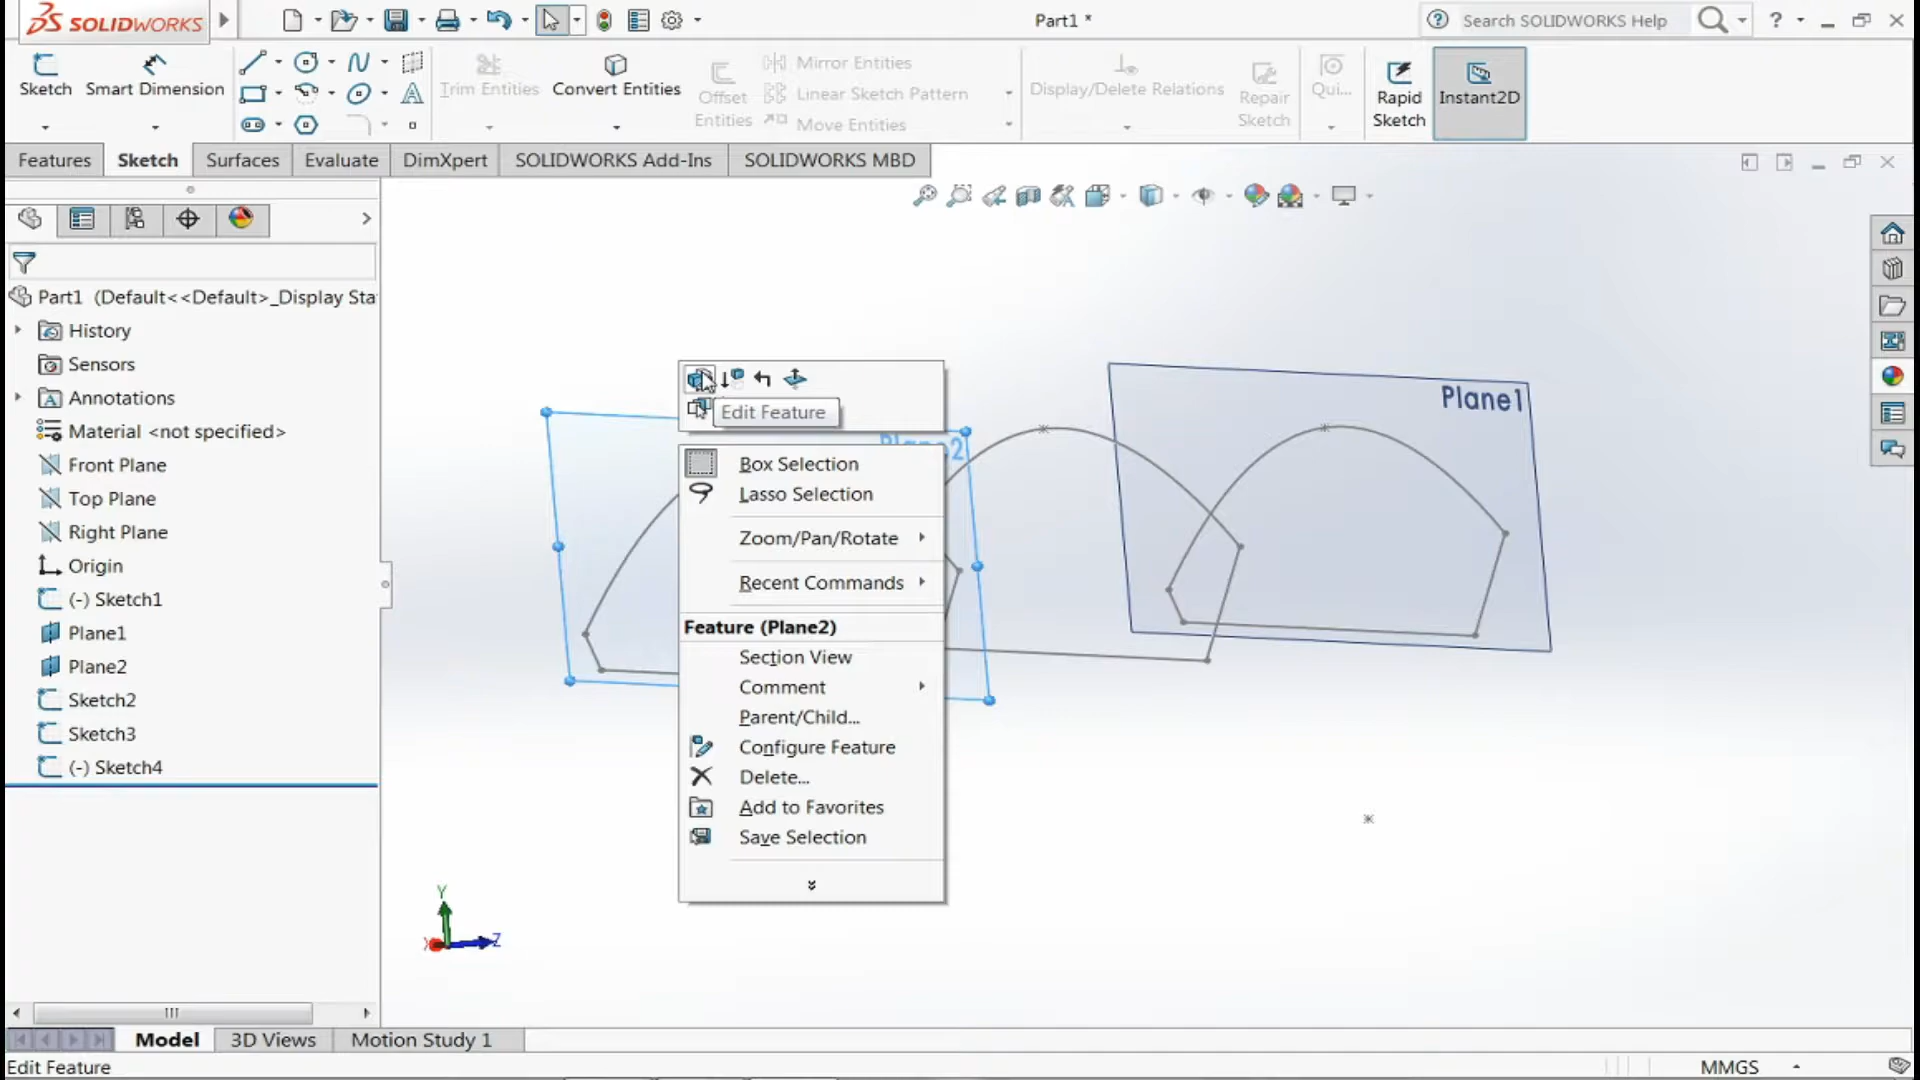 SOLIDWORKS
Part1 *
Search SOLIDWORKS Help
?
Sketch
Smart Dimension
Trim Entities
Convert Entities
Offset
Entities
Mirror Entities
Linear Sketch Pattern
Move Entities
Display/Delete Relations
Repair
Sketch
Qui...
Rapid
Sketch
Instant2D
Features
Sketch
Surfaces
Evaluate
DimXpert
SOLIDWORKS Add-Ins
SOLIDWORKS MBD
Part1 (Default<<Default>_Display Sta
History
Sensors
Annotations
Material <not specified>
Front Plane
Top Plane
Right Plane
Origin
(-) Sketch1
Plane1
Plane2
Sketch2
Sketch3
(-) Sketch4
Edit Feature
Plane2
Plane1
Box Selection
Lasso Selection
Zoom/Pan/Rotate
Recent Commands
Feature (Plane2)
Section View
Comment
Parent/Child...
Configure Feature
Delete...
Add to Favorites
Save Selection
Y
X
Z
Model
3D Views
Motion Study 1
Edit Feature
MMGS